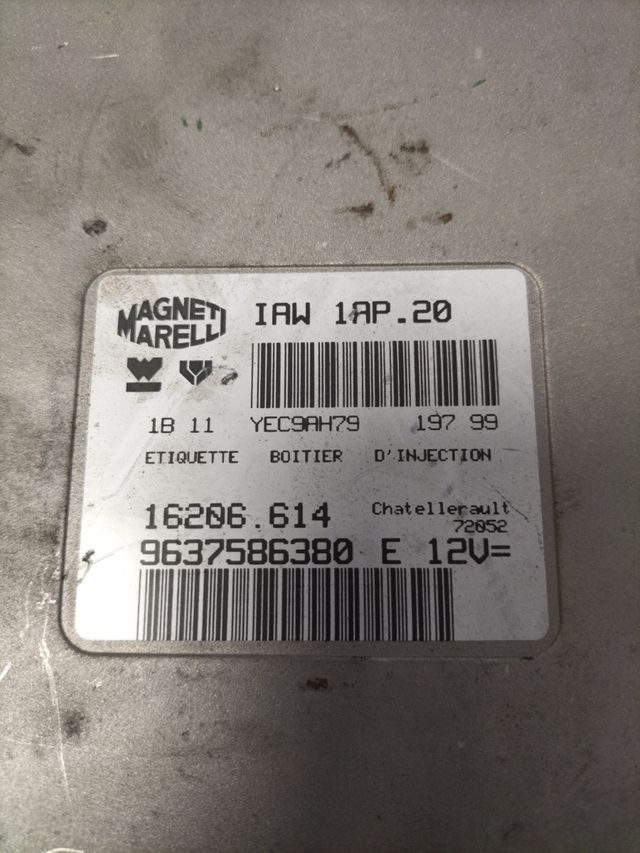 MAGNETI MARELLI
IAW 1AP.20
1B 11 YEC9AH79 197 99
ETIQUETTE BOITIER D'INJECTION
16206.614
Chatellerault
72052
9637586380 E 12V=